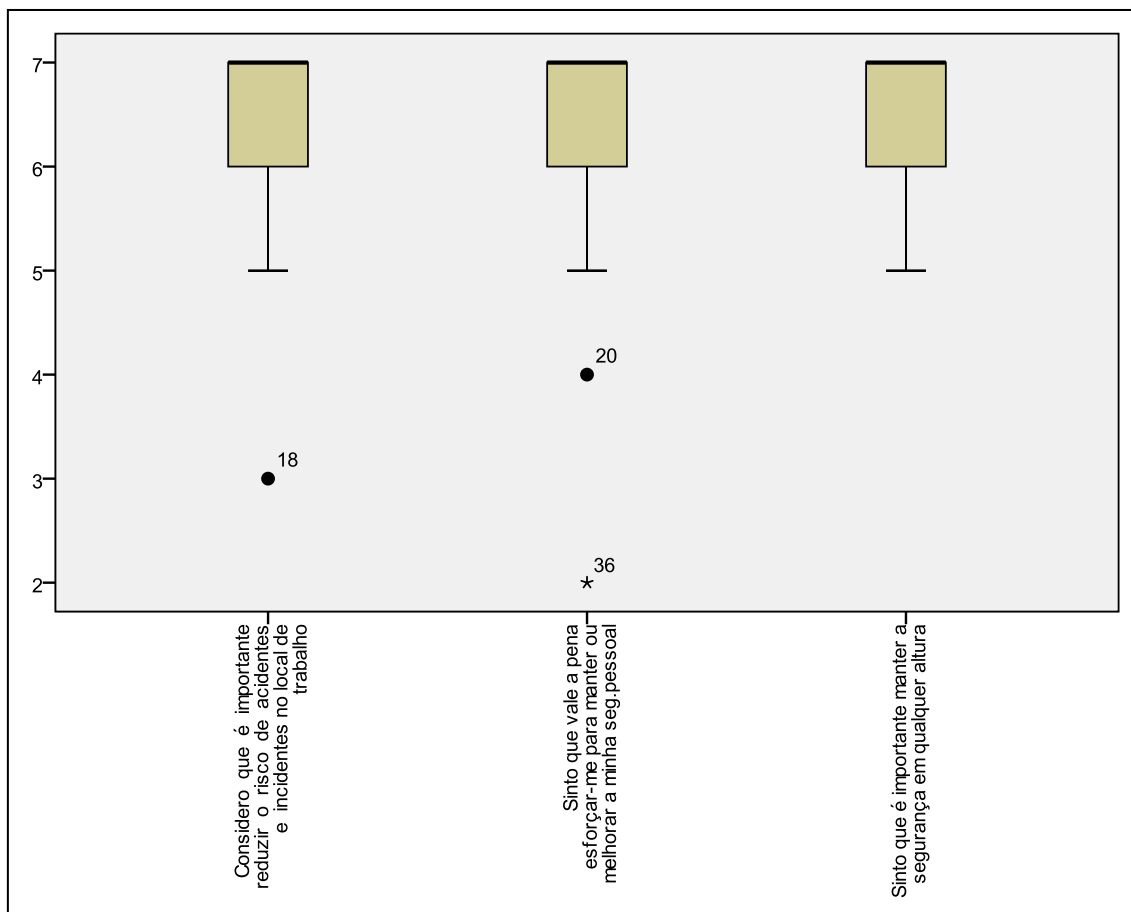 7
6
5
4
3
2
18
20
36
Considero que é importante
reduzir o risco de acidentes
e incidentes no local de
trabalho
Sinto que vale a pena
esforçar-me para manter ou
melhorar a minha seg.pessoal
Sinto que é importante manter a
segurança em qualquer altura